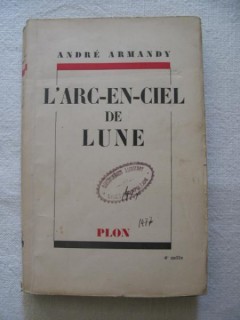 ANDRÉ ARMANDY
L'ARC-EN-CIEL
DE
LUNE
PLON